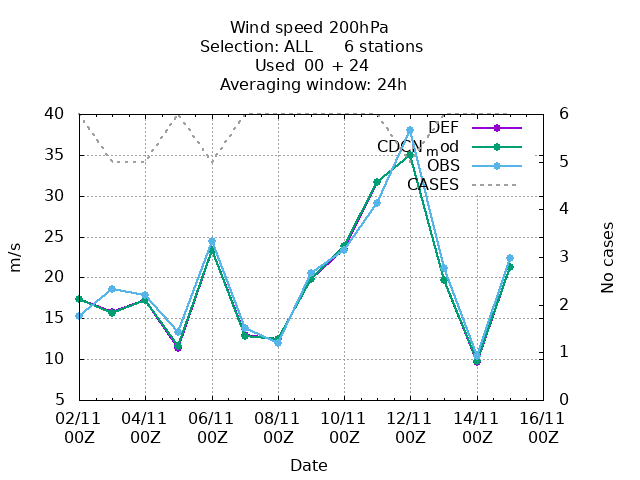 Wind speed 200hPa
Selection: ALL 6 stations
Used 00 + 24
Averaging window: 24h
DEF
CDCN_mod
OBS
CASES
40
35
30
25
20
15
10
5
m/s
6
5
4
3
2
1
0
No cases
02/11 04/11 06/11 08/11 10/11 12/11 14/11 16/11
00Z 00Z 00Z 00Z 00Z 00Z 00Z 00Z
Date